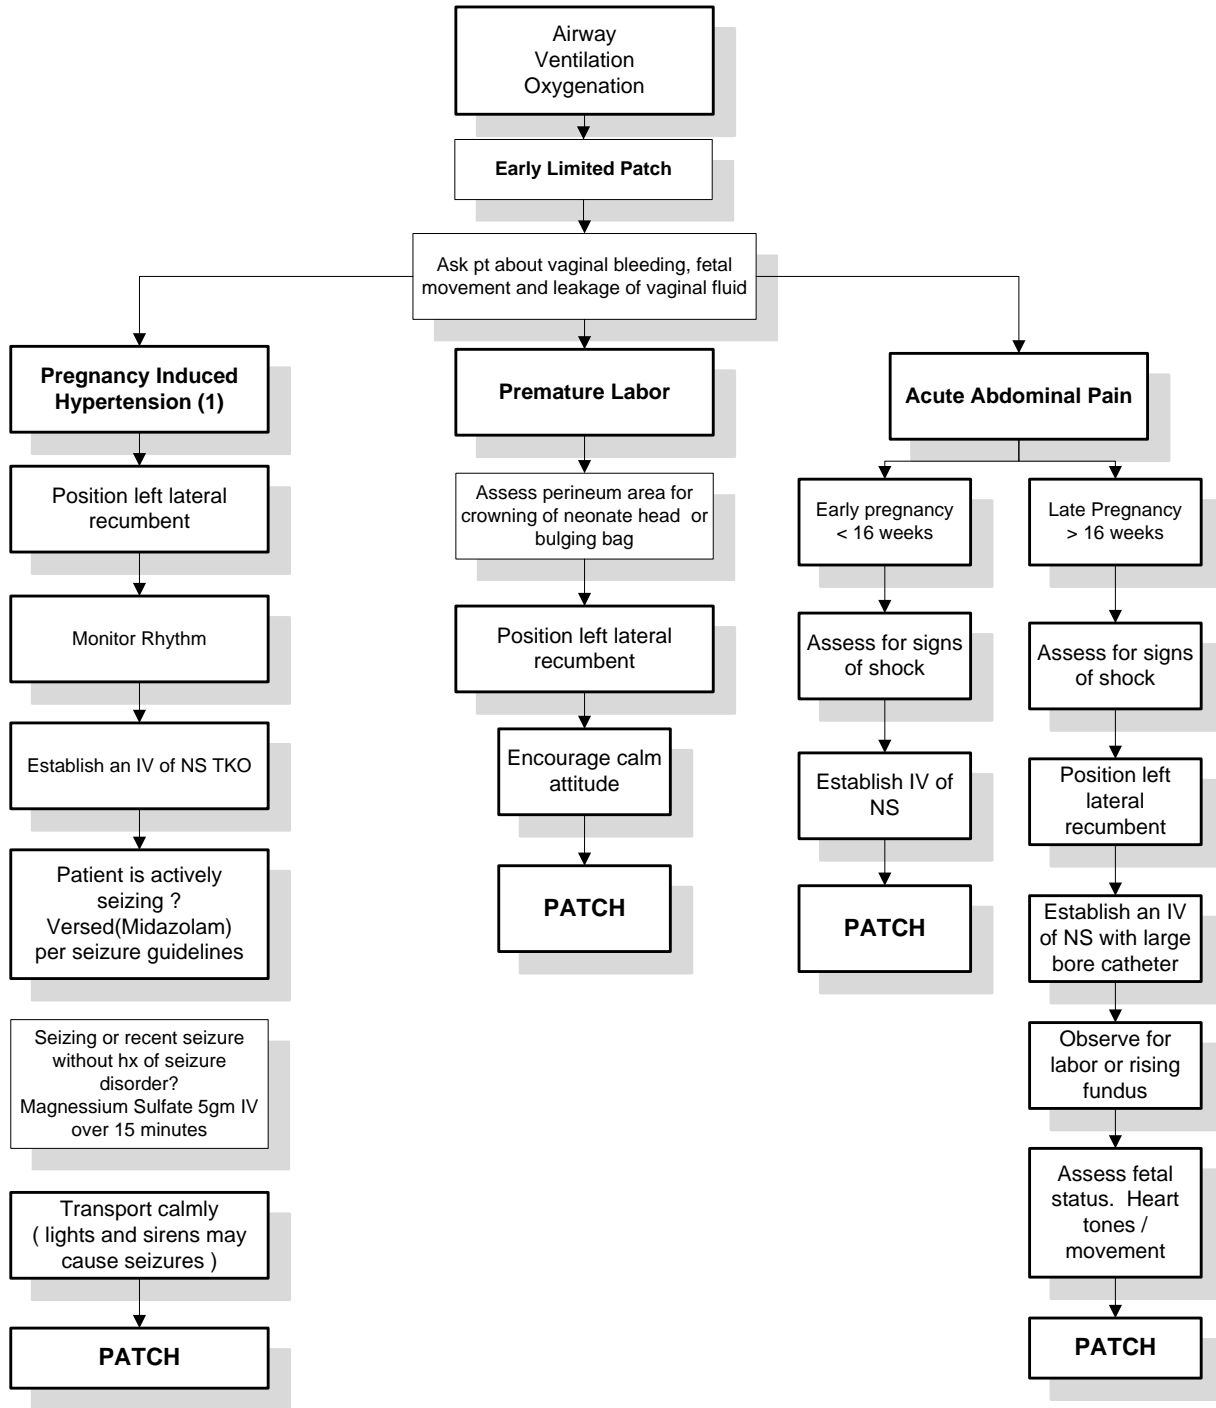 Airway
Ventilation
Oxygenation
Early Limited Patch
Ask pt about vaginal bleeding, fetal
movement and leakage of vaginal fluid
Pregnancy Induced
Hypertension (1)
Position left lateral
recumbent
Monitor Rhythm
Establish an IV of NS TKO
Patient is actively
seizing ?
Versed(Midazolam)
per seizure guidelines
Seizing or recent seizure
without hx of seizure
disorder?
Magnessium Sulfate 5gm IV
over 15 minutes
Transport calmly
( lights and sirens may
cause seizures )
PATCH
Premature Labor
Assess perineum area for
crowning of neonate head or
bulging bag
Position left lateral
recumbent
Encourage calm
attitude
PATCH
Acute Abdominal Pain
Early pregnancy
< 16 weeks
Assess for signs
of shock
Establish IV of
NS
PATCH
Late Pregnancy
> 16 weeks
Assess for signs
of shock
Position left
lateral
recumbent
Establish an IV
of NS with large
bore catheter
Observe for
labor or rising
fundus
Assess fetal
status. Heart
tones /
movement
PATCH